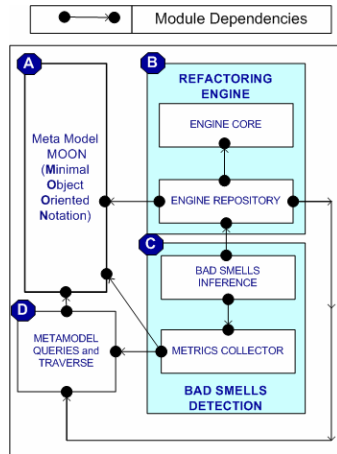 Module Dependencies
A
B
REFACTORING
ENGINE
ENGINE CORE
Meta Model
MOON
(Minimal
Object
Oriented
Notation)
ENGINE REPOSITORY
C
BAD SMELLS
INFERENCE
D
METAMODEL
QUERIES and
TRAVERSE
METRICS COLLECTOR
BAD SMELLS
DETECTION